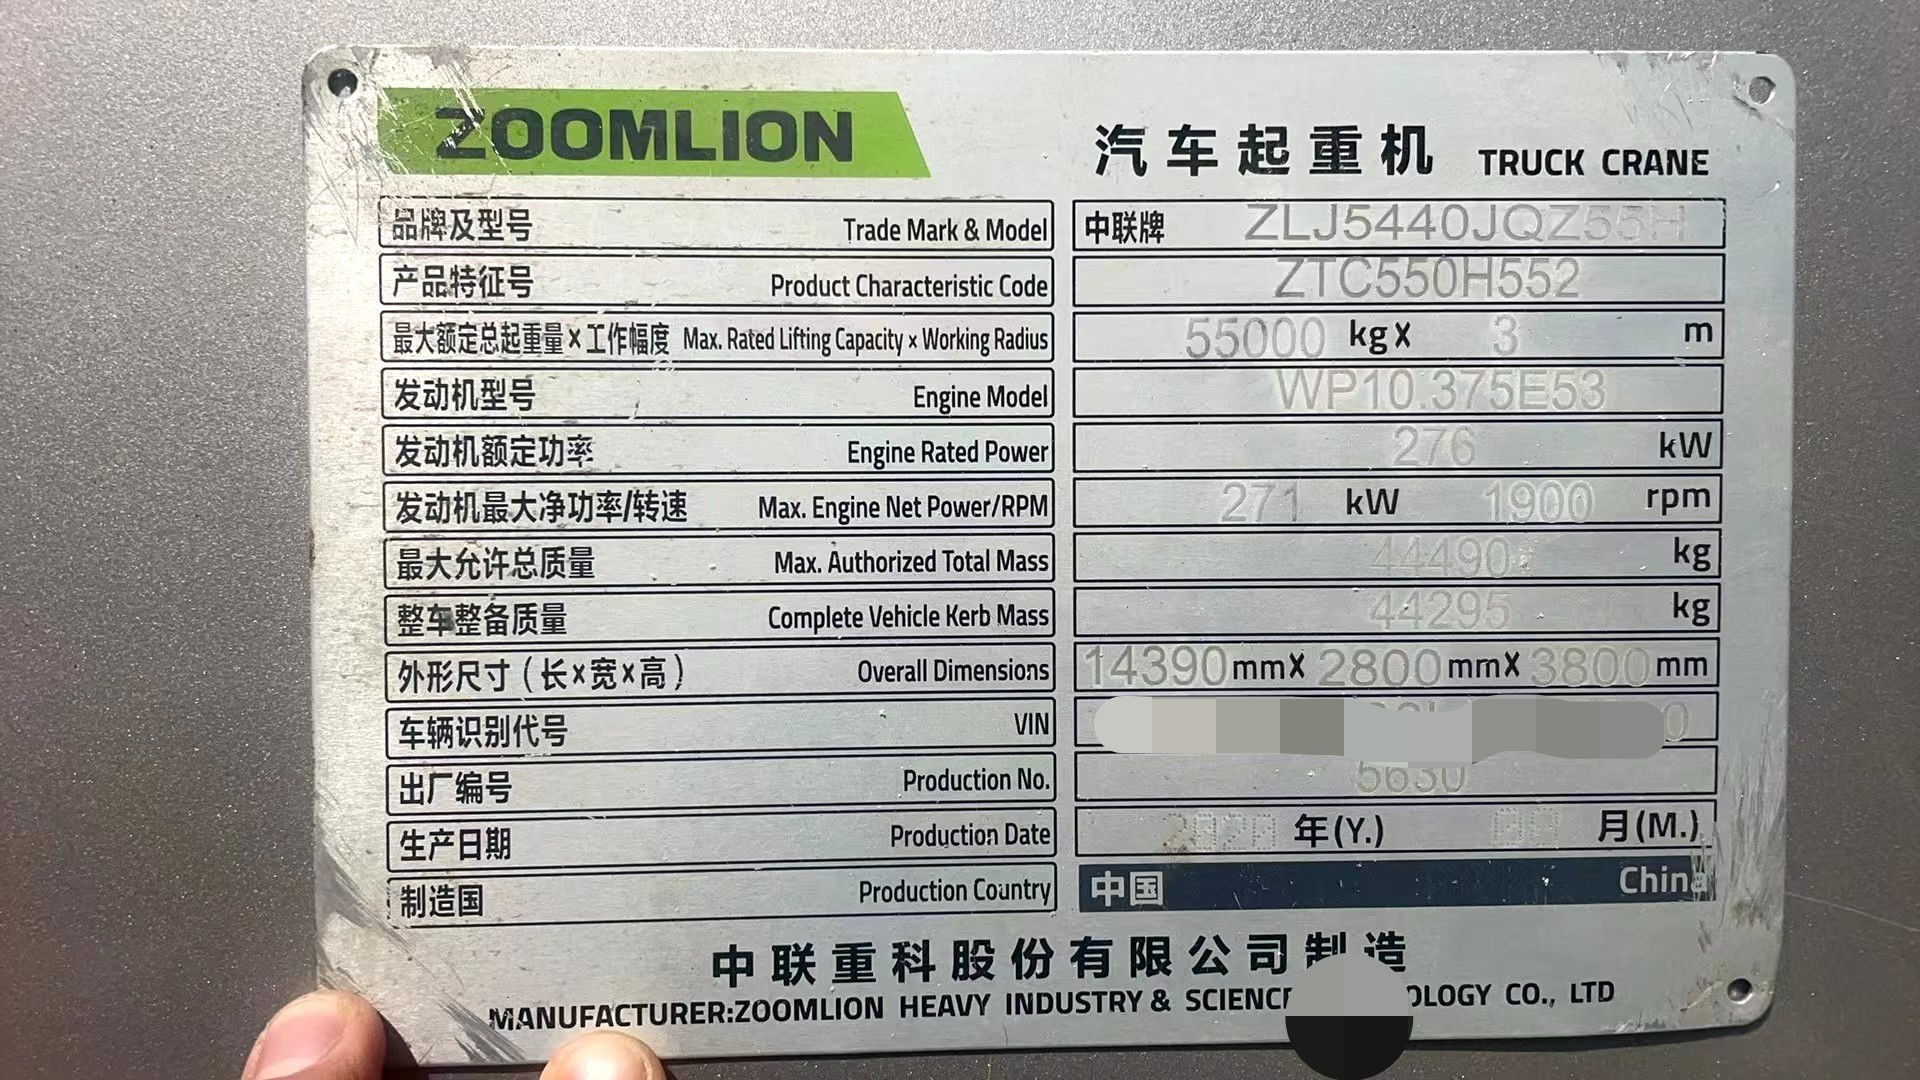 ZOOMLION
汽车起重机 TRUCK CRANE
品牌及型号 Trade Mark & Model 中联牌 ZLJ5440JQZ55H
产品特征号 Product Characteristic Code ZTC550H552
最大额定总起重量×工作幅度 Max. Rated Lifting Capacity × Working Radius 55000 kg× 3 m
发动机型号 Engine Model WP10.375E53
发动机额定功率 Engine Rated Power 276 kW
发动机最大净功率/转速 Max. Engine Net Power/RPM 271 kW 1900 rpm
最大允许总质量 Max. Authorized Total Mass 44490 kg
整车整备质量 Complete Vehicle Kerb Mass 44295 kg
外形尺寸(长×宽×高) Overall Dimensions 14390mm× 2800mm× 3800mm
车辆识别代号 VIN
出厂编号 Production No. 5630
生产日期 Production Date 2020 年(Y.) 月(M.)
制造国 Production Country 中国 China
中联重科股份有限公司制造
MANUFACTURER:ZOOMLION HEAVY INDUSTRY & SCIENCE OLOGY CO., LTD